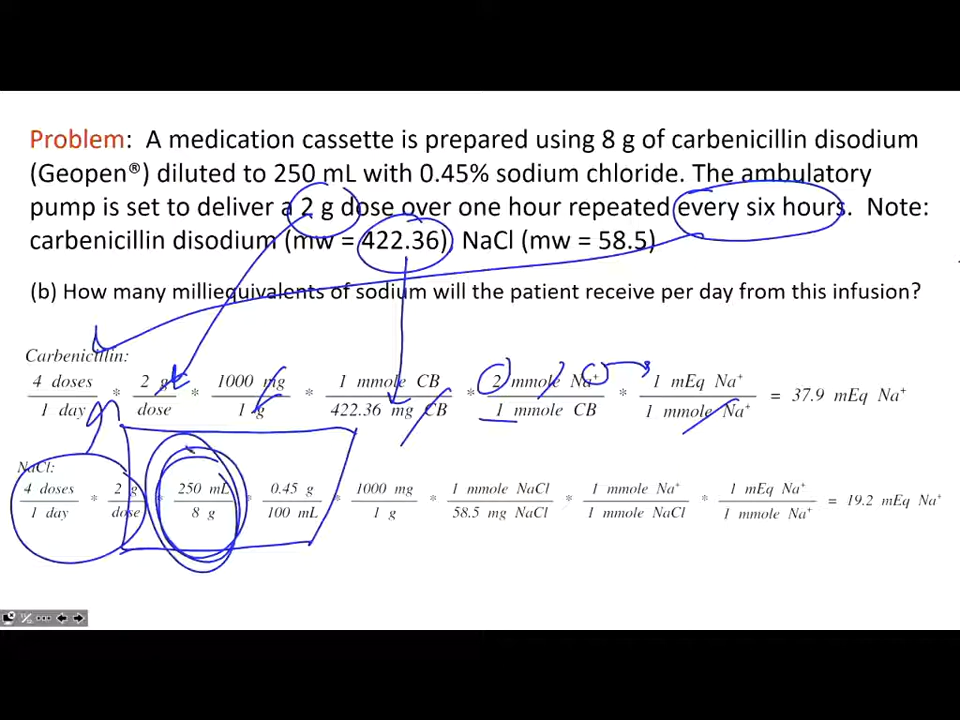 Problem: A medication cassette is prepared using 8 g of carbenicillin disodium
(Geopen®) diluted to 250 mL with 0.45% sodium chloride. The ambulatory
pump is set to deliver a 2 g dose over one hour repeated every six hours. Note:
carbenicillin disodium (mw = 422.36), NaCl (mw = 58.5)
(b) How many milliequivalents of sodium will the patient receive per day from this infusion?
Carbenicillin:
4 doses / 1 day * 2 g / dose * 1000 mg / 1 g * 1 mmole CB / 422.36 mg CB * 2 mmole Na⁺ / 1 mmole CB * 1 mEq Na⁺ / 1 mmole Na⁺ = 37.9 mEq Na⁺
NaCl:
4 doses / 1 day * 2 g / dose * 250 mL / 8 g * 0.45 g / 100 mL * 1000 mg / 1 g * 1 mmole NaCl / 58.5 mg NaCl * 1 mmole Na⁺ / 1 mmole NaCl * 1 mEq Na⁺ / 1 mmole Na⁺ = 19.2 mEq Na⁺